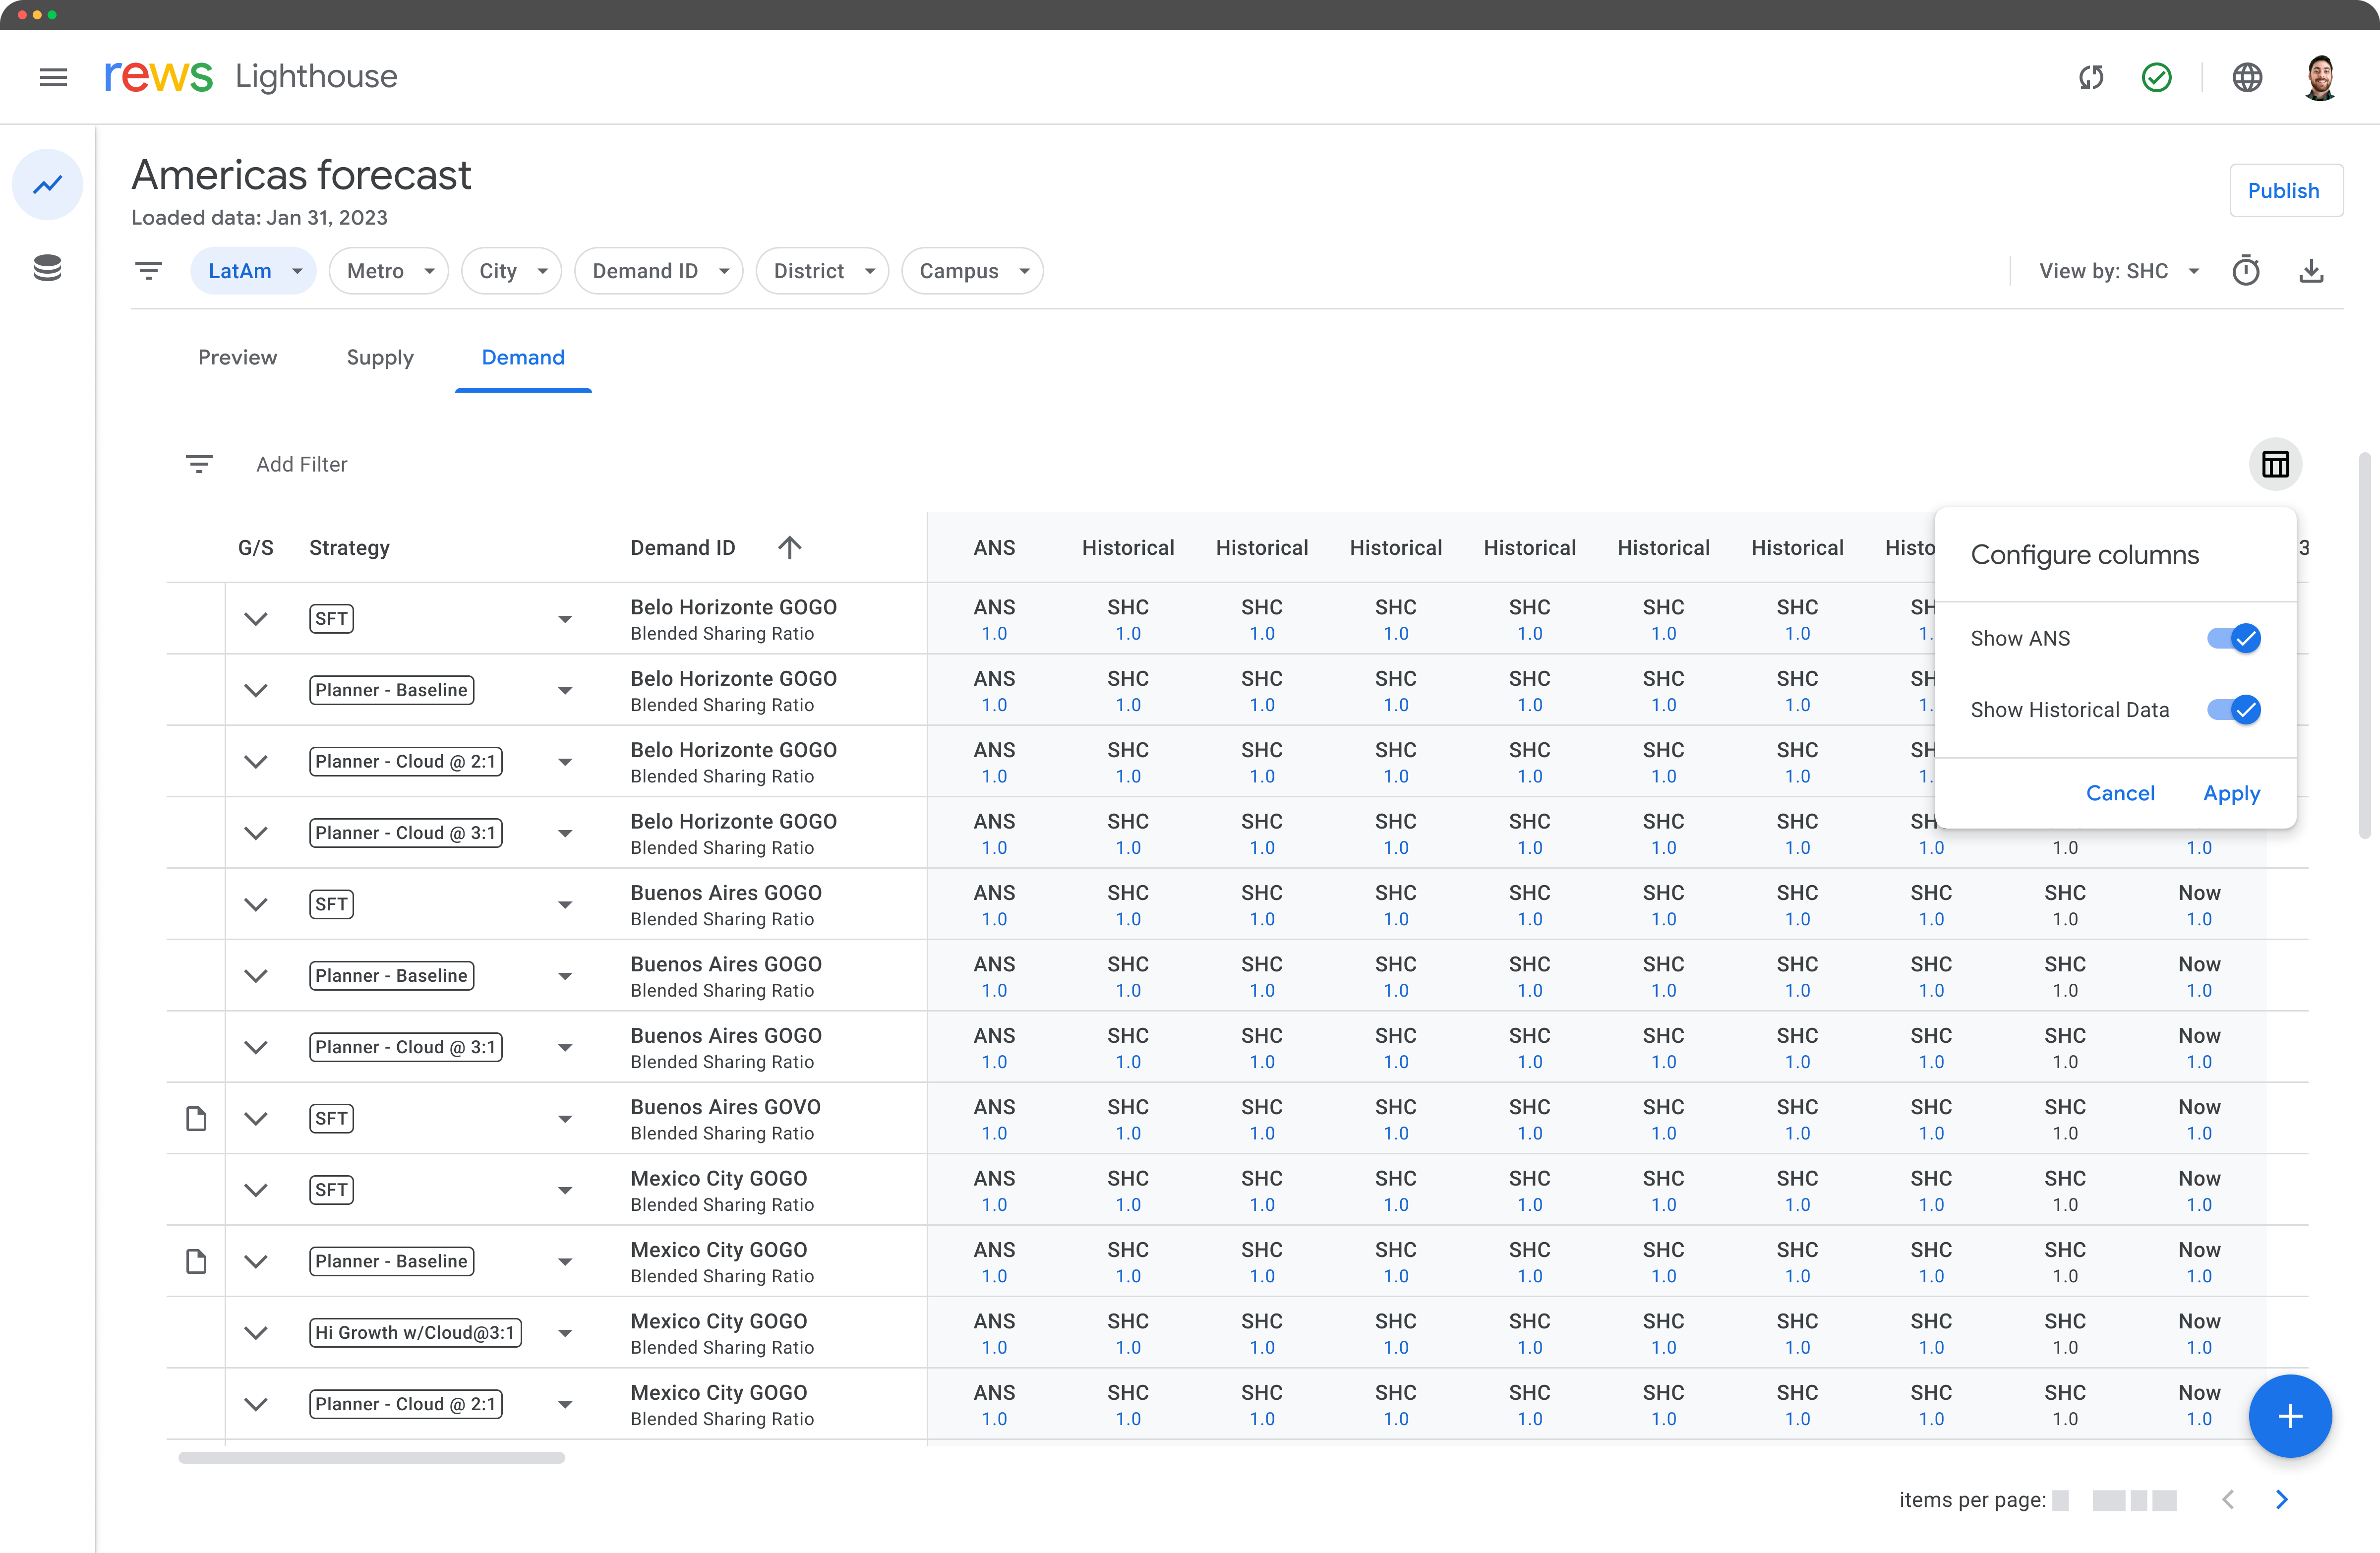 rews Lighthouse
Americas forecast
Publish
Loaded data: Jan 31, 2023
LatAm Metro City Demand ID District Campus View by: SHC
Preview Supply Demand
Add Filter
G/S Strategy Demand ID ANS Historical Historical Historical Historical Historical Historical Histo 3
Configure columns
Show ANS
Show Historical Data
Cancel Apply
SFT Belo Horizonte GOGO ANS SHC SHC SHC SHC SHC SHC SH
Blended Sharing Ratio 1.0 1.0 1.0 1.0 1.0 1.0 1.0 1.
Planner - Baseline Belo Horizonte GOGO ANS SHC SHC SHC SHC SHC SHC SH
Blended Sharing Ratio 1.0 1.0 1.0 1.0 1.0 1.0 1.0 1.
Planner - Cloud @ 2:1 Belo Horizonte GOGO ANS SHC SHC SHC SHC SHC SHC SH
Blended Sharing Ratio 1.0 1.0 1.0 1.0 1.0 1.0 1.0 1.
Planner - Cloud @ 3:1 Belo Horizonte GOGO ANS SHC SHC SHC SHC SHC SHC SH
Blended Sharing Ratio 1.0 1.0 1.0 1.0 1.0 1.0 1.0 1.0 1.0 1.0
SFT Buenos Aires GOGO ANS SHC SHC SHC SHC SHC SHC SHC SHC Now
Blended Sharing Ratio 1.0 1.0 1.0 1.0 1.0 1.0 1.0 1.0 1.0 1.0
Planner - Baseline Buenos Aires GOGO ANS SHC SHC SHC SHC SHC SHC SHC SHC Now
Blended Sharing Ratio 1.0 1.0 1.0 1.0 1.0 1.0 1.0 1.0 1.0 1.0
Planner - Cloud @ 3:1 Buenos Aires GOGO ANS SHC SHC SHC SHC SHC SHC SHC SHC Now
Blended Sharing Ratio 1.0 1.0 1.0 1.0 1.0 1.0 1.0 1.0 1.0 1.0
SFT Buenos Aires GOVO ANS SHC SHC SHC SHC SHC SHC SHC SHC Now
Blended Sharing Ratio 1.0 1.0 1.0 1.0 1.0 1.0 1.0 1.0 1.0 1.0
SFT Mexico City GOGO ANS SHC SHC SHC SHC SHC SHC SHC SHC Now
Blended Sharing Ratio 1.0 1.0 1.0 1.0 1.0 1.0 1.0 1.0 1.0 1.0
Planner - Baseline Mexico City GOGO ANS SHC SHC SHC SHC SHC SHC SHC SHC Now
Blended Sharing Ratio 1.0 1.0 1.0 1.0 1.0 1.0 1.0 1.0 1.0 1.0
Hi Growth w/Cloud@3:1 Mexico City GOGO ANS SHC SHC SHC SHC SHC SHC SHC SHC Now
Blended Sharing Ratio 1.0 1.0 1.0 1.0 1.0 1.0 1.0 1.0 1.0 1.0
Planner - Cloud @ 2:1 Mexico City GOGO ANS SHC SHC SHC SHC SHC SHC SHC SHC Now
Blended Sharing Ratio 1.0 1.0 1.0 1.0 1.0 1.0 1.0 1.0 1.0 1.0
items per page: